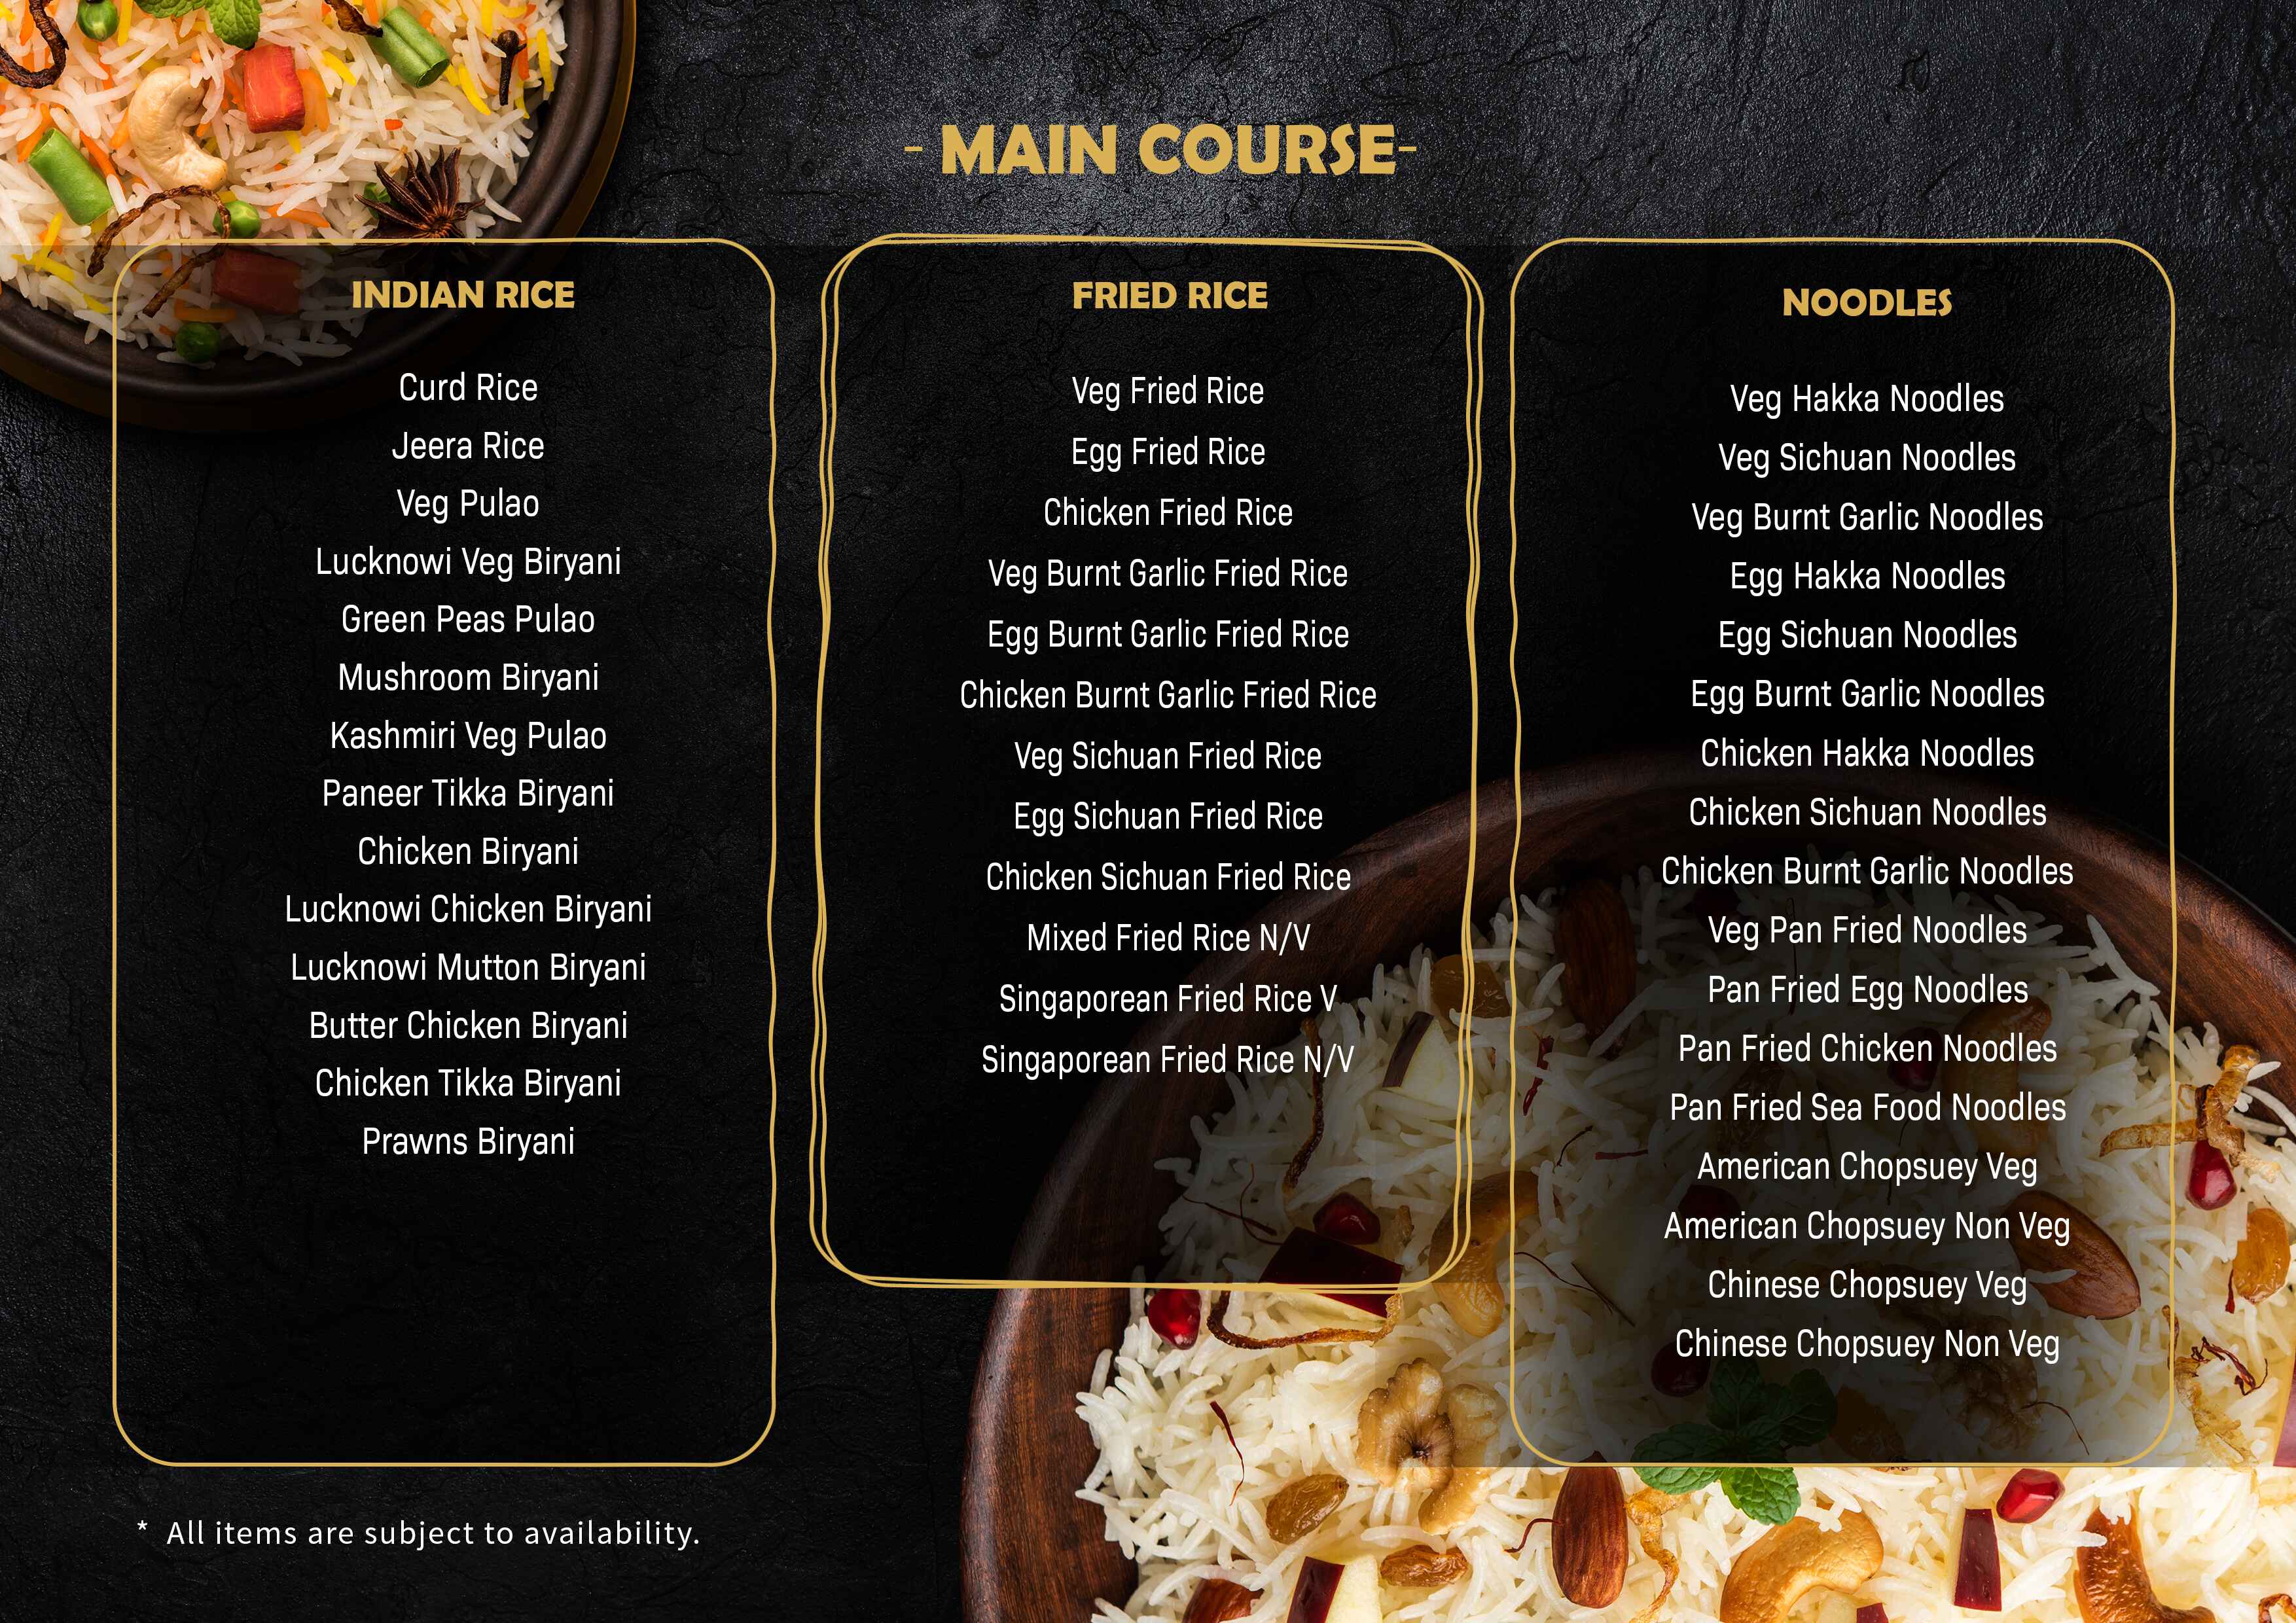 - MAIN COURSE-
INDIAN RICE
Curd Rice
Jeera Rice
Veg Pulao
Lucknowi Veg Biryani
Green Peas Pulao
Mushroom Biryani
Kashmiri Veg Pulao
Paneer Tikka Biryani
Chicken Biryani
Lucknowi Chicken Biryani
Lucknowi Mutton Biryani
Butter Chicken Biryani
Chicken Tikka Biryani
Prawns Biryani
FRIED RICE
Veg Fried Rice
Egg Fried Rice
Chicken Fried Rice
Veg Burnt Garlic Fried Rice
Egg Burnt Garlic Fried Rice
Chicken Burnt Garlic Fried Rice
Veg Sichuan Fried Rice
Egg Sichuan Fried Rice
Chicken Sichuan Fried Rice
Mixed Fried Rice N/V
Singaporean Fried Rice V
Singaporean Fried Rice N/V
NOODLES
Veg Hakka Noodles
Veg Sichuan Noodles
Veg Burnt Garlic Noodles
Egg Hakka Noodles
Egg Sichuan Noodles
Egg Burnt Garlic Noodles
Chicken Hakka Noodles
Chicken Sichuan Noodles
Chicken Burnt Garlic Noodles
Veg Pan Fried Noodles
Pan Fried Egg Noodles
Pan Fried Chicken Noodles
Pan Fried Sea Food Noodles
American Chopsuey Veg
American Chopsuey Non Veg
Chinese Chopsuey Veg
Chinese Chopsuey Non Veg
* All items are subject to availability.